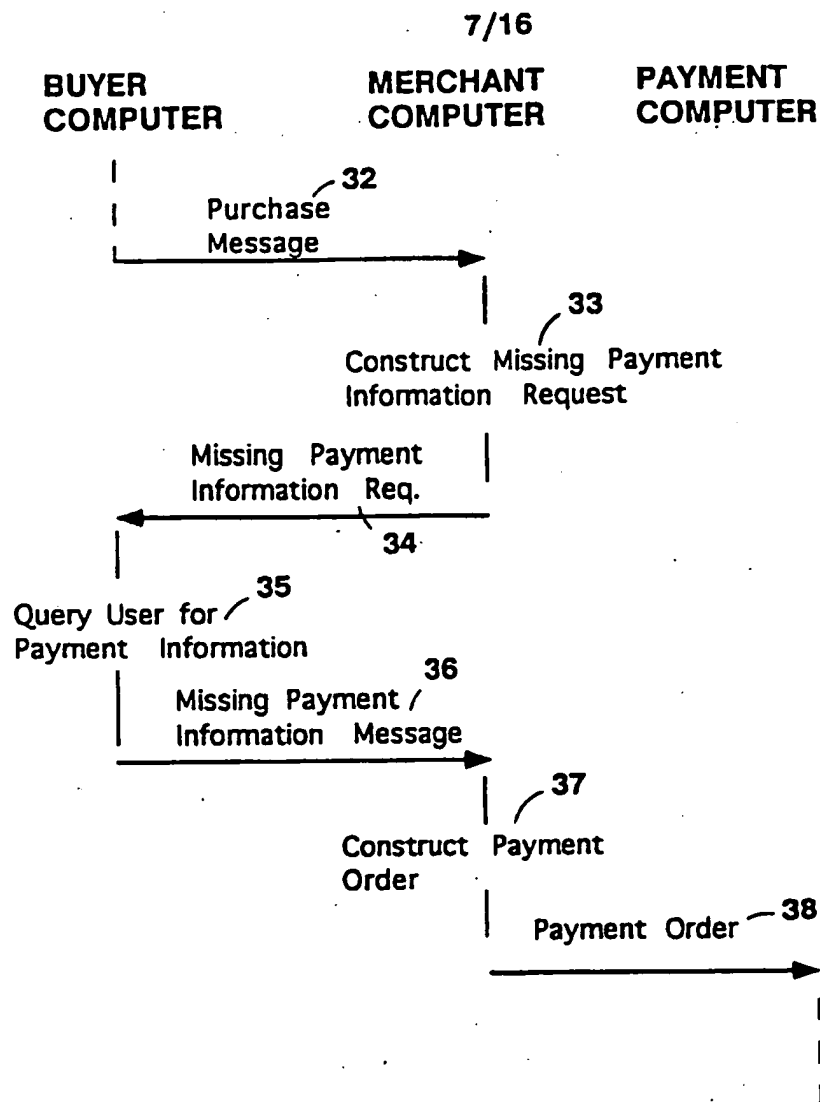 7/16
BUYER
COMPUTER
MERCHANT
COMPUTER
PAYMENT
COMPUTER
32
Purchase
Message
33
Construct Missing Payment
Information Request
Missing Payment
Information Req.
34
35
Query User for
Payment Information
36
Missing Payment
Information Message
37
Construct Payment
Order
38
Payment Order